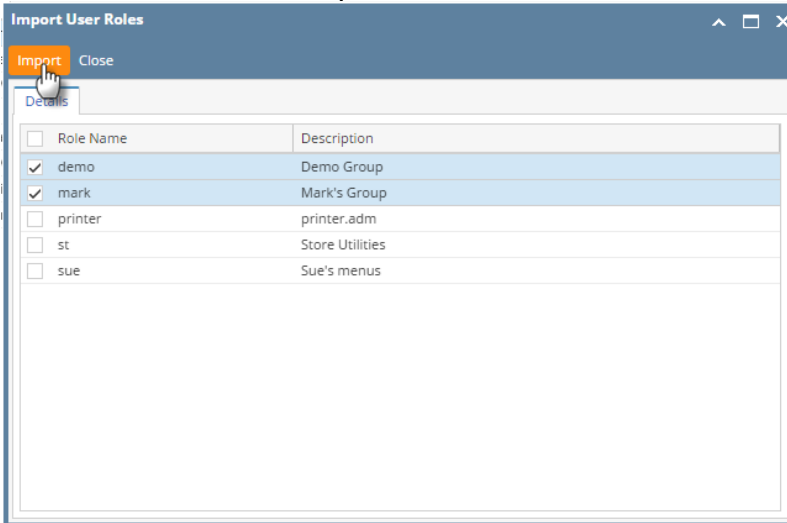 Import User Roles
Import Close
Details
Role Name Description
demo Demo Group
mark Mark's Group
printer printer.adm
st Store Utilities
sue Sue's menus